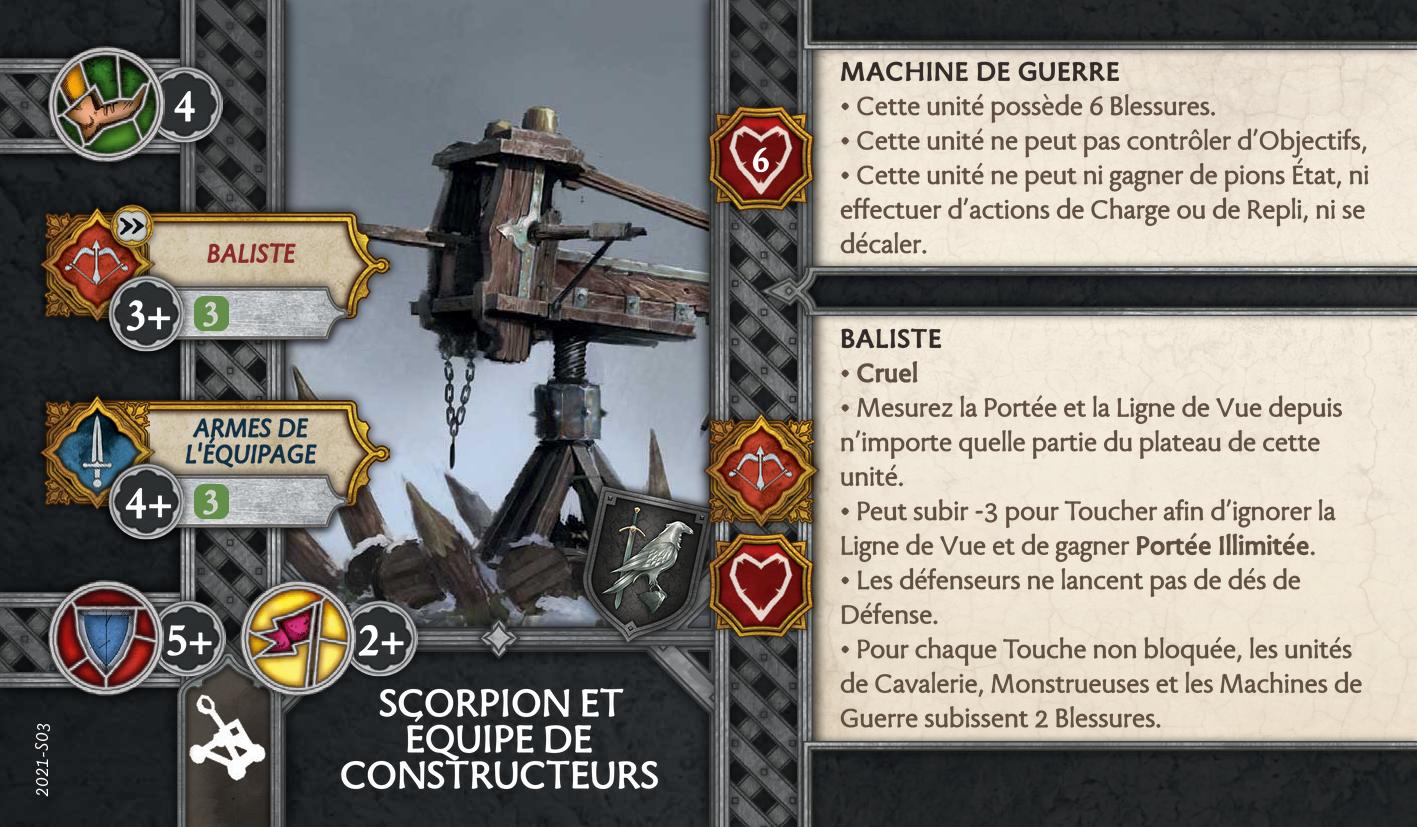 4
BALISTE
3+
3
ARMES DE
L'ÉQUIPAGE
4+
3
5+
2+
SCORPION ET
ÉQUIPE DE
CONSTRUCTEURS
2021-S03
6
MACHINE DE GUERRE
• Cette unité possède 6 Blessures.
• Cette unité ne peut pas contrôler d'Objectifs,
• Cette unité ne peut ni gagner de pions État, ni
effectuer d'actions de Charge ou de Repli, ni se
décaler.
BALISTE
• Cruel
• Mesurez la Portée et la Ligne de Vue depuis
n'importe quelle partie du plateau de cette
unité.
• Peut subir -3 pour Toucher afin d'ignorer la
Ligne de Vue et de gagner Portée Illimitée.
• Les défenseurs ne lancent pas de dés de
Défense.
• Pour chaque Touche non bloquée, les unités
de Cavalerie, Monstrueuses et les Machines de
Guerre subissent 2 Blessures.